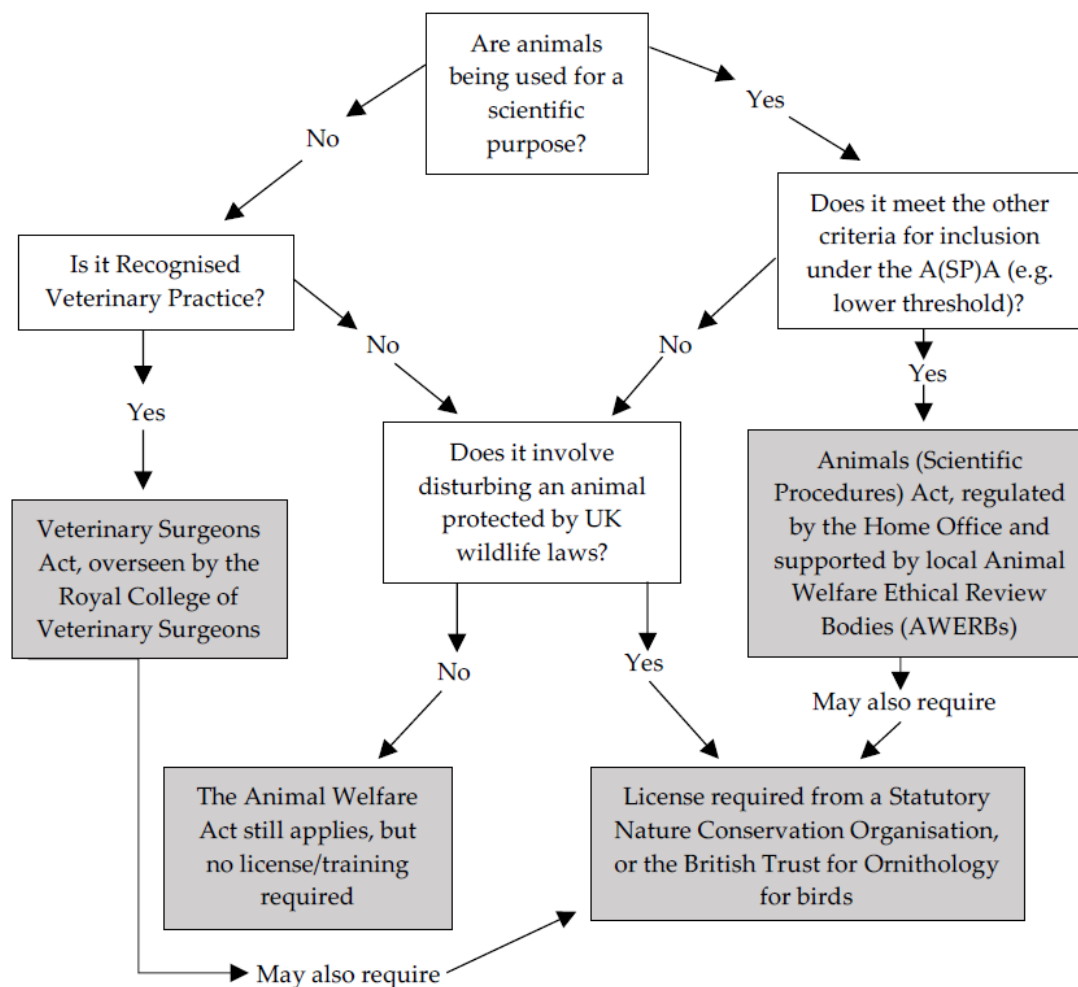 Are animals
being used for a
scientific
purpose?
No
Yes
Is it Recognised
Veterinary Practice?
Does it meet the other
criteria for inclusion
under the A(SP)A (e.g.
lower threshold)?
No
No
Yes
Yes
Does it involve
disturbing an animal
protected by UK
wildlife laws?
Animals (Scientific
Procedures) Act, regulated
by the Home Office and
supported by local Animal
Welfare Ethical Review
Bodies (AWERBs)
Veterinary Surgeons
Act, overseen by the
Royal College of
Veterinary Surgeons
No
Yes
May also require
The Animal Welfare
Act still applies, but
no license/training
required
License required from a Statutory
Nature Conservation Organisation,
or the British Trust for Ornithology
for birds
May also require